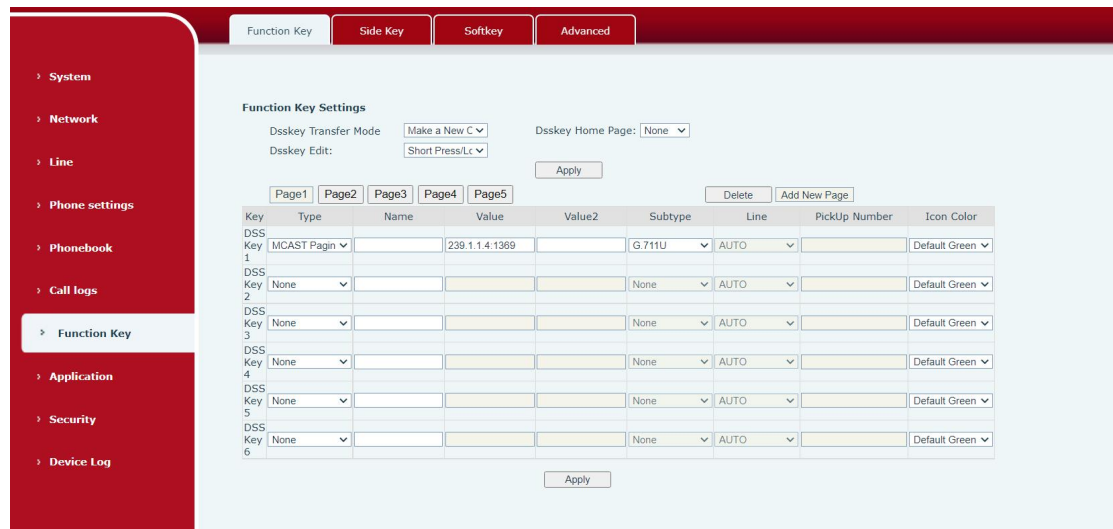 Function Key Side Key Softkey Advanced
System
Network
Line
Phone settings
Phonebook
Call logs
Function Key
Application
Security
Device Log
Function Key Settings
Dsskey Transfer Mode Make a New C Dsskey Home Page: None
Dsskey Edit: Short Press/Lc
Apply
Page1 Page2 Page3 Page4 Page5 Delete Add New Page
Key Type Name Value Value2 Subtype Line PickUp Number Icon Color
DSS Key 1 MCAST Pagin 239.1.1.4:1369 G.711U AUTO Default Green
DSS Key 2 None None AUTO Default Green
DSS Key 3 None None AUTO Default Green
DSS Key 4 None None AUTO Default Green
DSS Key 5 None None AUTO Default Green
DSS Key 6 None None AUTO Default Green
Apply